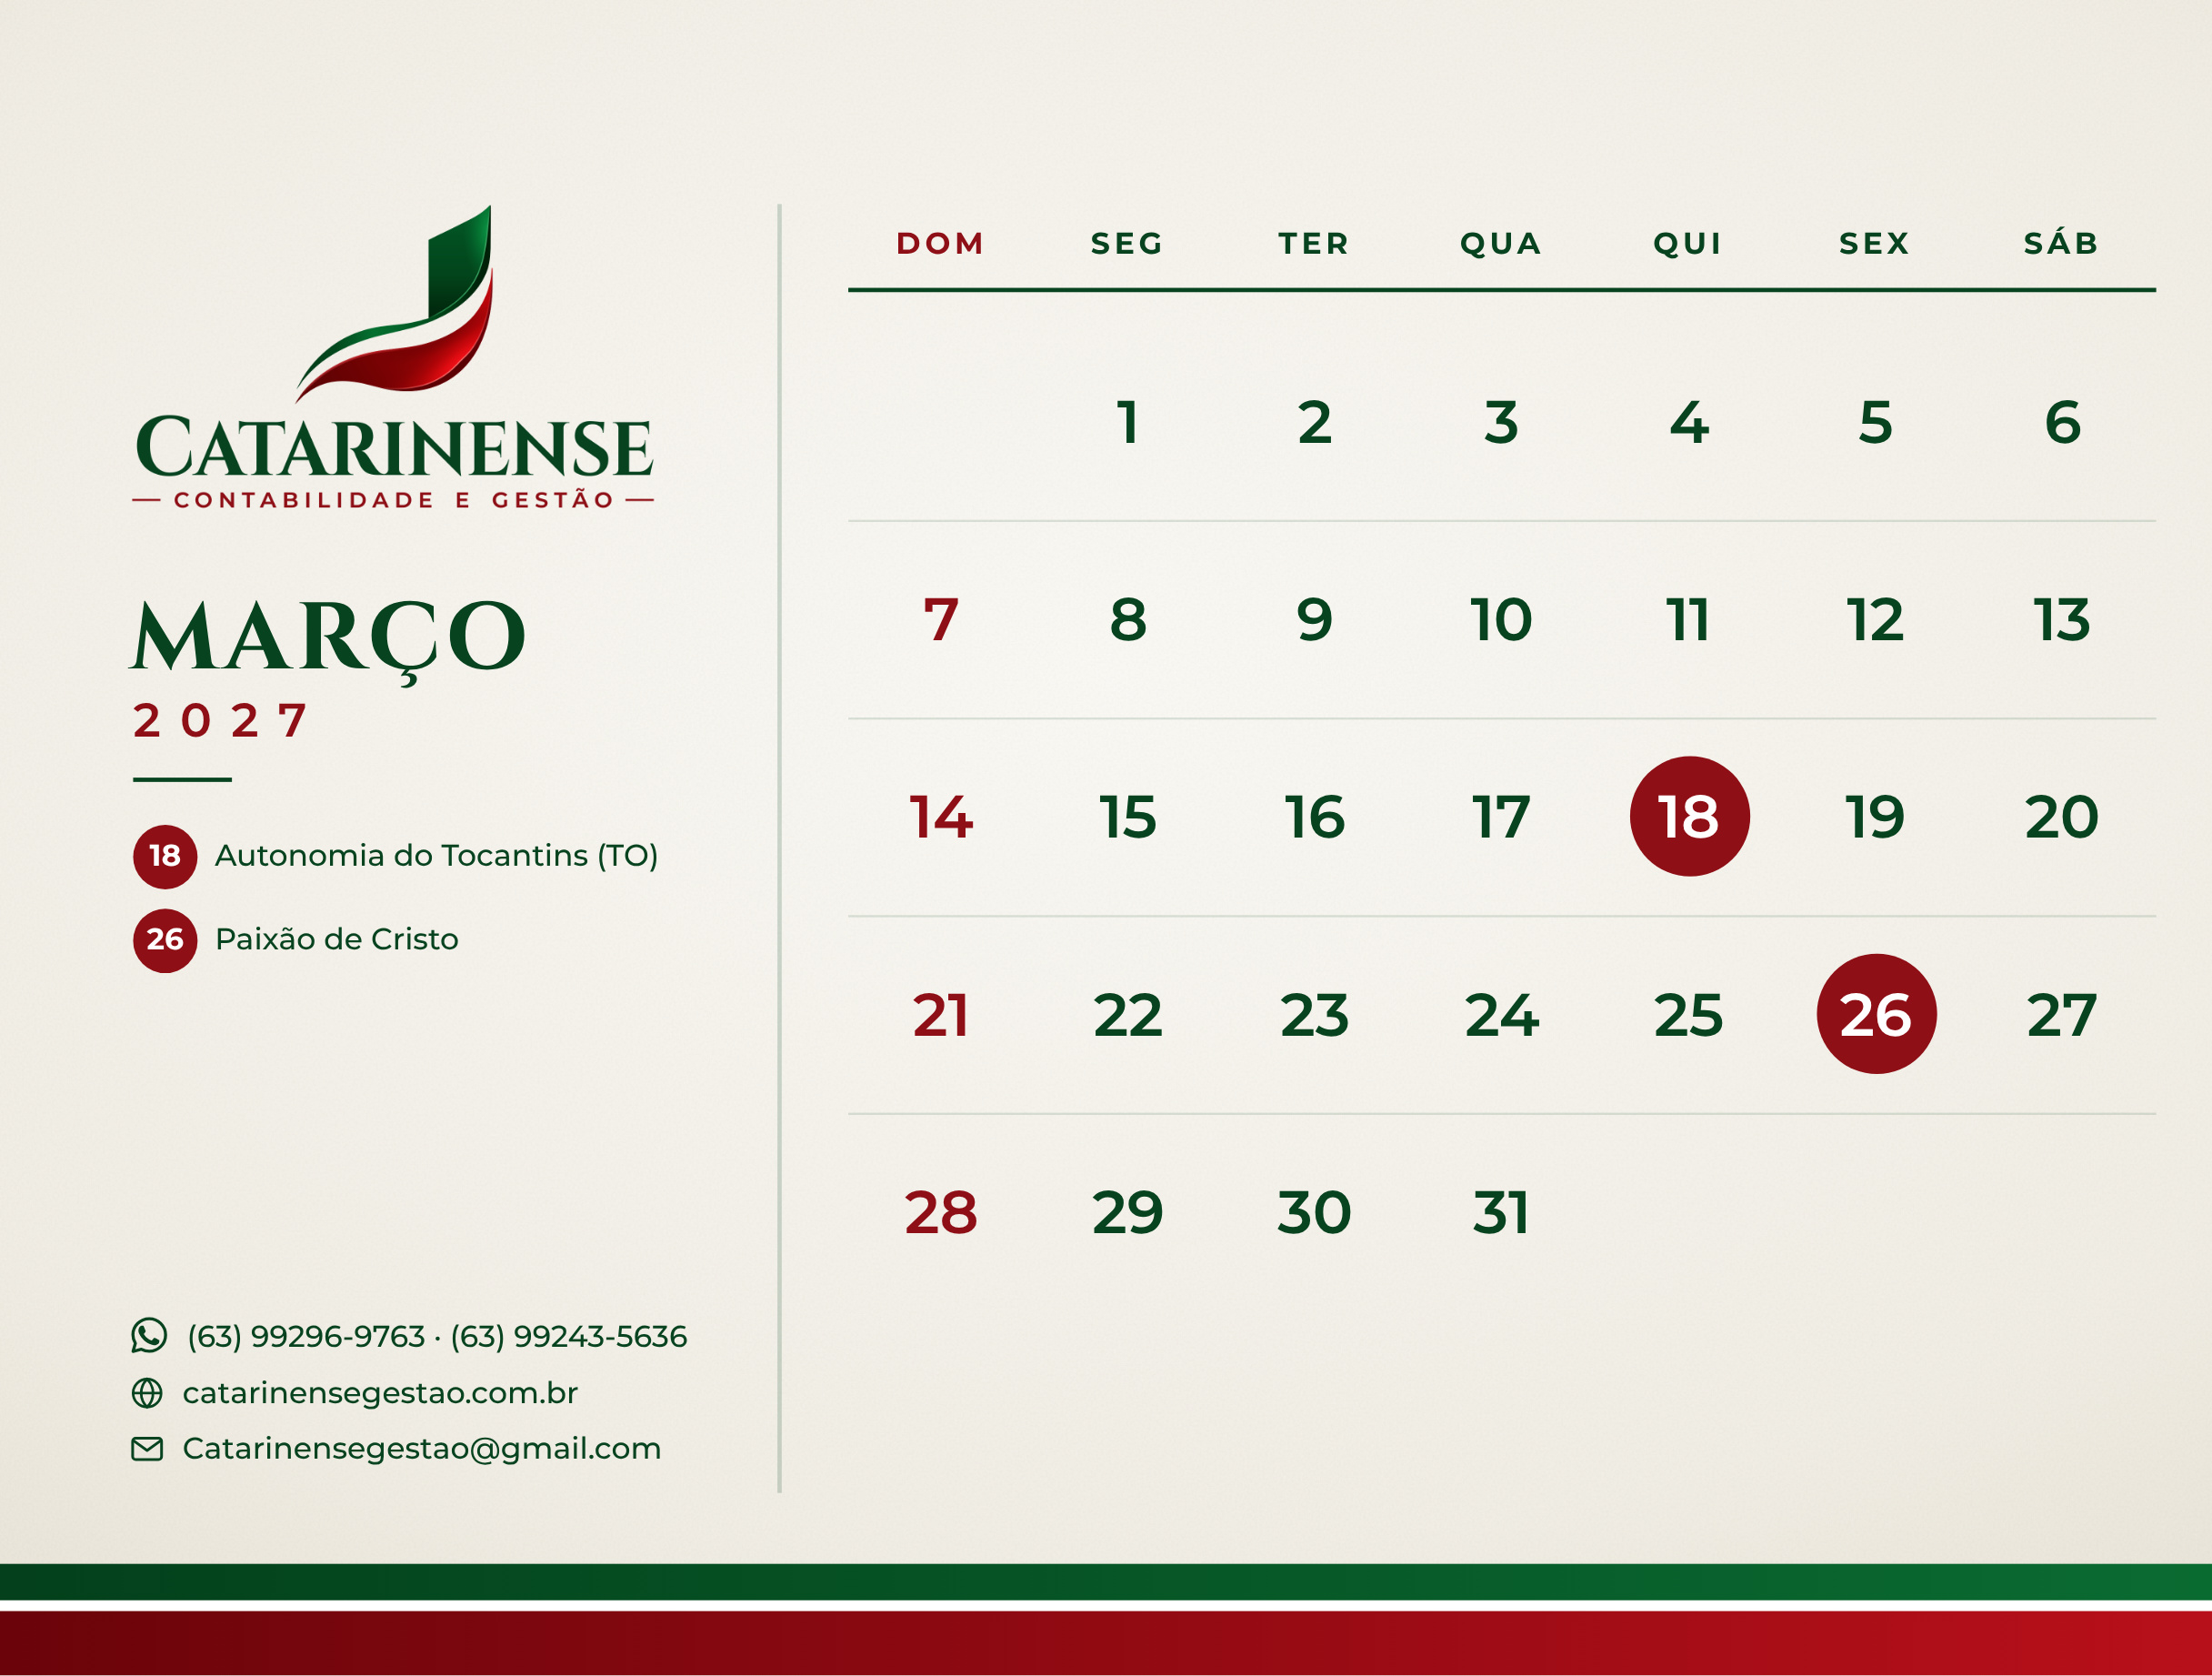 CATARINENSE
CONTABILIDADE E GESTÃO
MARÇO
2027
18 Autonomia do Tocantins (TO)
26 Paixão de Cristo
(63) 99296-9763 · (63) 99243-5636
catarinensegestao.com.br
Catarinensegestao@gmail.com
DOM SEG TER QUA QUI SEX SÁB
1 2 3 4 5 6
7 8 9 10 11 12 13
14 15 16 17 18 19 20
21 22 23 24 25 26 27
28 29 30 31